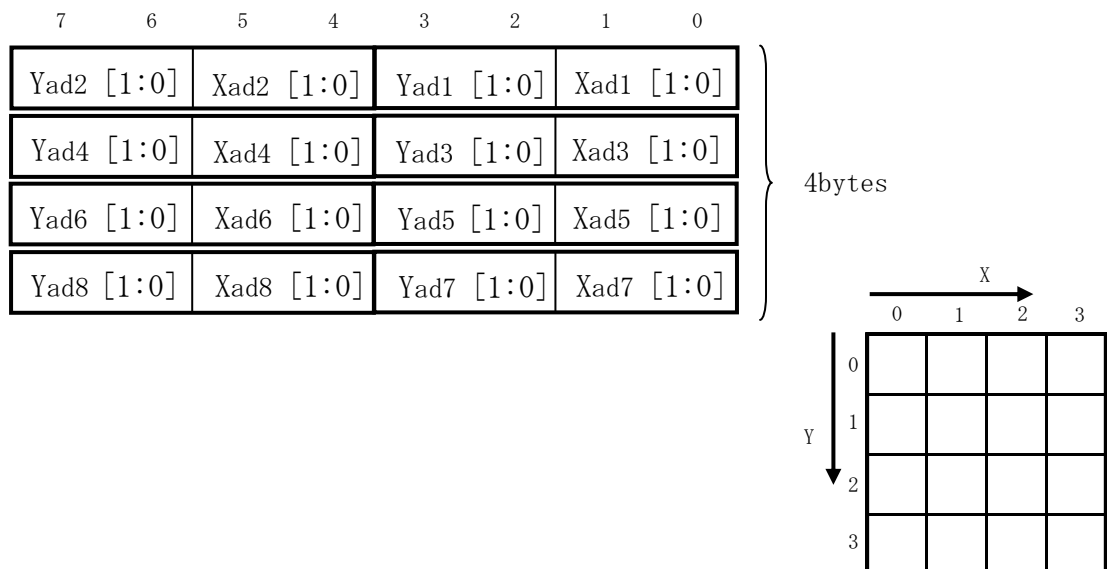 7 6 5 4 3 2 1 0
Yad2 [1:0] Xad2 [1:0] Yad1 [1:0] Xad1 [1:0]
Yad4 [1:0] Xad4 [1:0] Yad3 [1:0] Xad3 [1:0]
Yad6 [1:0] Xad6 [1:0] Yad5 [1:0] Xad5 [1:0]
Yad8 [1:0] Xad8 [1:0] Yad7 [1:0] Xad7 [1:0]
4bytes
X
0 1 2 3
0
1
Y
2
3